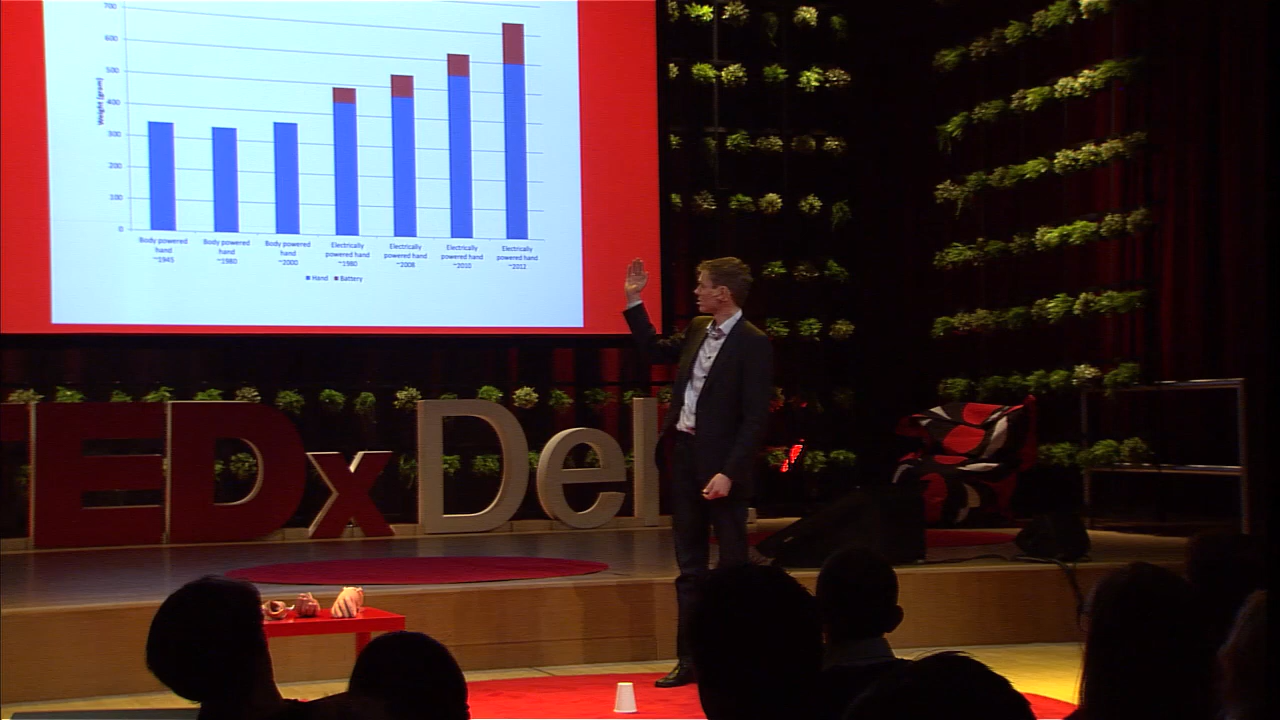 700
600
500
400
300
200
100
0
Weight [gram]
Body powered hand ~1945
Body powered hand ~1980
Body powered hand ~2000
Electrically powered hand ~1980
Electrically powered hand ~2008
Electrically powered hand ~2010
Electrically powered hand ~2012
Hand Battery
EDxDel